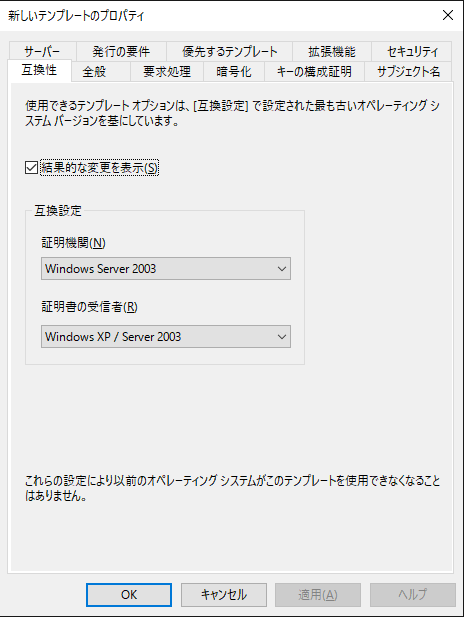 新しいテンプレートのプロパティ
サーバー 発行の要件 優先するテンプレート 拡張機能 セキュリティ
互換性 全般 要求処理 暗号化 キーの構成証明 サブジェクト名
使用できるテンプレート オプションは、[互換設定] で設定された最も古いオペレーティング シ
ステム バージョンを基にしています。
結果的な変更を表示(S)
互換設定
証明機関(N)
Windows Server 2003
証明書の受信者(R)
Windows XP / Server 2003
これらの設定により以前のオペレーティング システムがこのテンプレートを使用できなくなること
はありません。
OK キャンセル 適用(A) ヘルプ